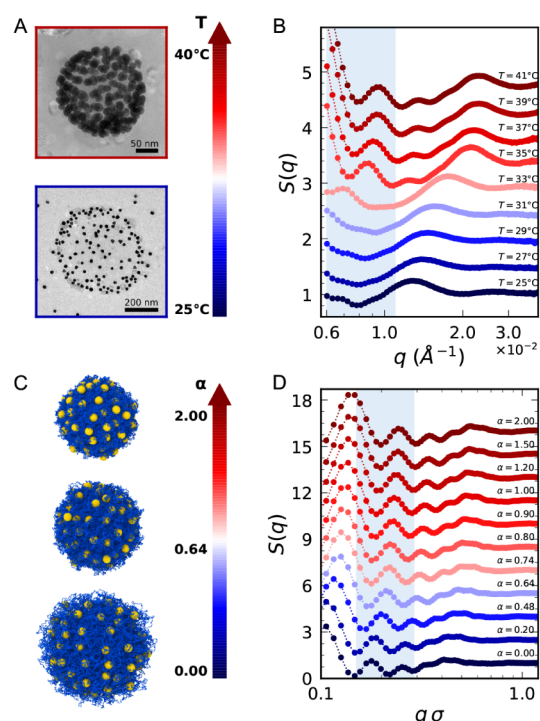 A
T
40°C
25°C
50 nm
200 nm
B
S(q)
5
4
3
2
1
T = 41°C
T = 39°C
T = 37°C
T = 35°C
T = 33°C
T = 31°C
T = 29°C
T = 27°C
T = 25°C
0.6
1.0
2.0
×10⁻²
q (Å⁻¹)
C
α
2.00
0.64
0.00
D
S(q)
18
15
12
9
6
3
0
α = 2.00
α = 1.50
α = 1.20
α = 1.00
α = 0.90
α = 0.80
α = 0.74
α = 0.64
α = 0.48
α = 0.20
α = 0.00
0.1
1.0
q σ